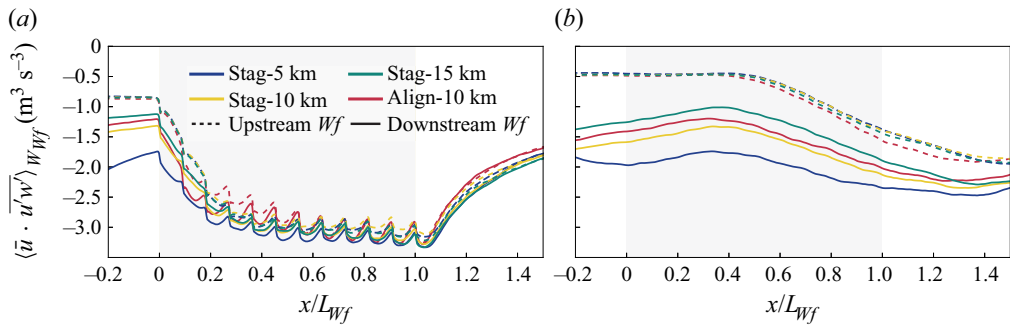 (a)
(b)
⟨ū · u′w′⟩W_Wf (m³ s⁻³)
0
–0.5
–1.0
–1.5
–2.0
–2.5
–3.0
Stag-5 km
Stag-15 km
Stag-10 km
Align-10 km
Upstream Wf
Downstream Wf
–0.2 0 0.2 0.4 0.6 0.8 1.0 1.2 1.4
–0.2 0 0.2 0.4 0.6 0.8 1.0 1.2 1.4
x/L_Wf
x/L_Wf